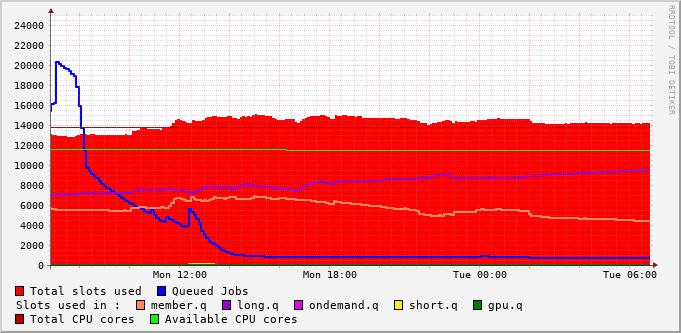 RRDTOOL / TOBI OETIKER
24000
22000
20000
18000
16000
14000
12000
10000
8000
6000
4000
2000
0
Mon 12:00 Mon 18:00 Tue 00:00 Tue 06:00
Total slots used Queued Jobs
Slots used in : member.q long.q ondemand.q short.q gpu.q
Total CPU cores Available CPU cores